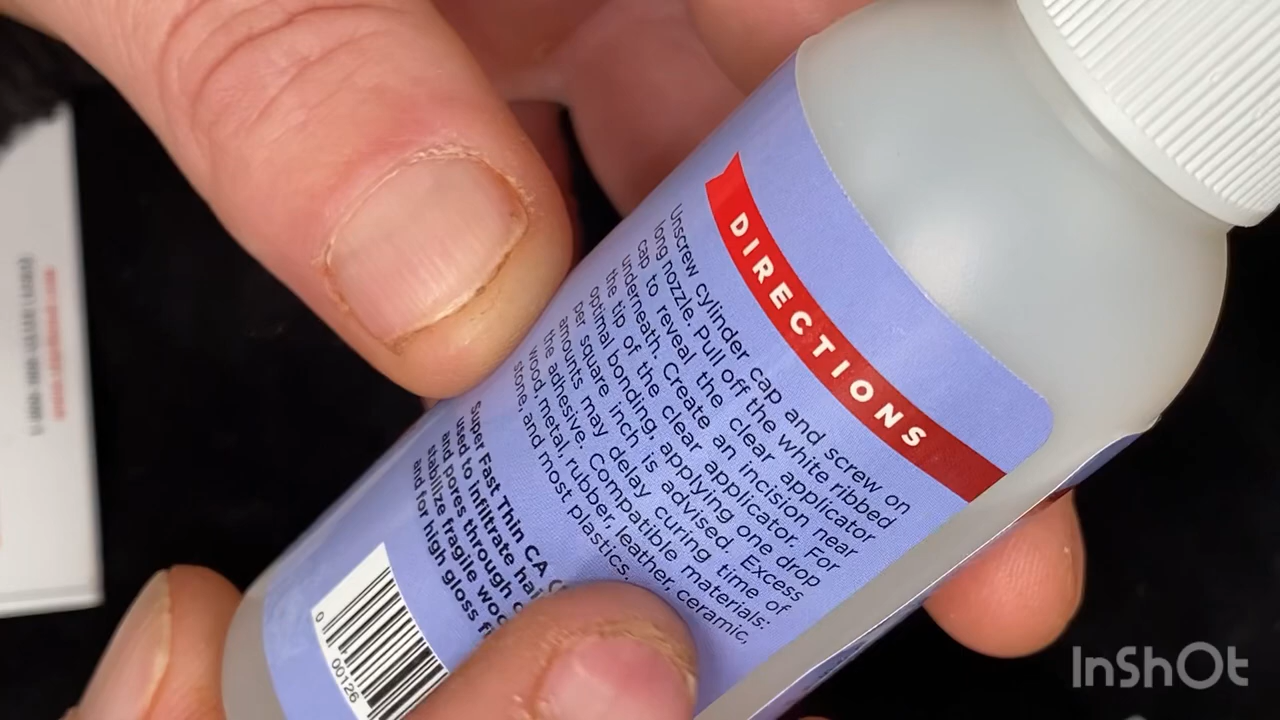 DIRECTIONS
Unscrew cylinder cap and screw on
long nozzle. Pull off the white ribbed
cap to reveal the clear applicator
underneath. Create an incision near
the tip of the clear applicator. For
optimal bonding, applying one drop
per square inch is advised. Excess
amounts may delay curing time of
the adhesive. Compatible materials:
wood, metal, rubber, leather, ceramic,
stone, and most plastics.
Super Fast Thin CA
used to infiltrate
and pores through
stabilize fragile
and for high gloss
0
00126
InShOt